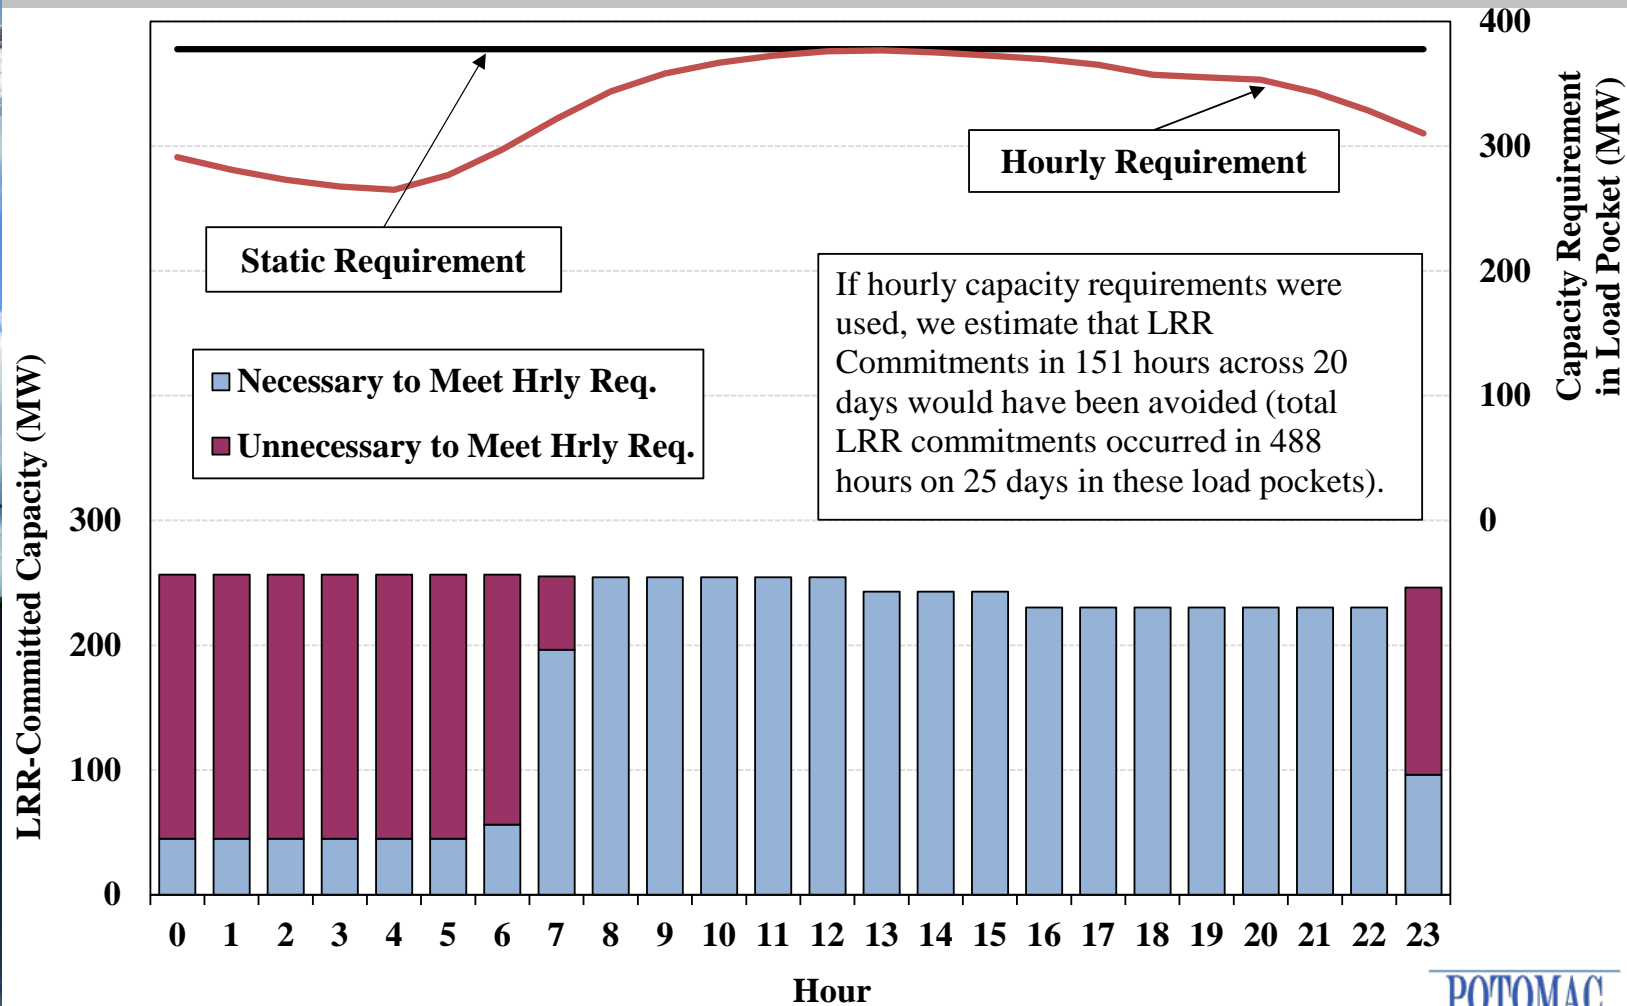 400
300
200
100
0
Capacity Requirement
in Load Pocket (MW)
Static Requirement
Hourly Requirement
If hourly capacity requirements were
used, we estimate that LRR
Commitments in 151 hours across 20
days would have been avoided (total
LRR commitments occurred in 488
hours on 25 days in these load pockets).
Necessary to Meet Hrly Req.
Unnecessary to Meet Hrly Req.
LRR-Committed Capacity (MW)
300
200
100
0
0 1 2 3 4 5 6 7 8 9 10 11 12 13 14 15 16 17 18 19 20 21 22 23
Hour
POTOMAC